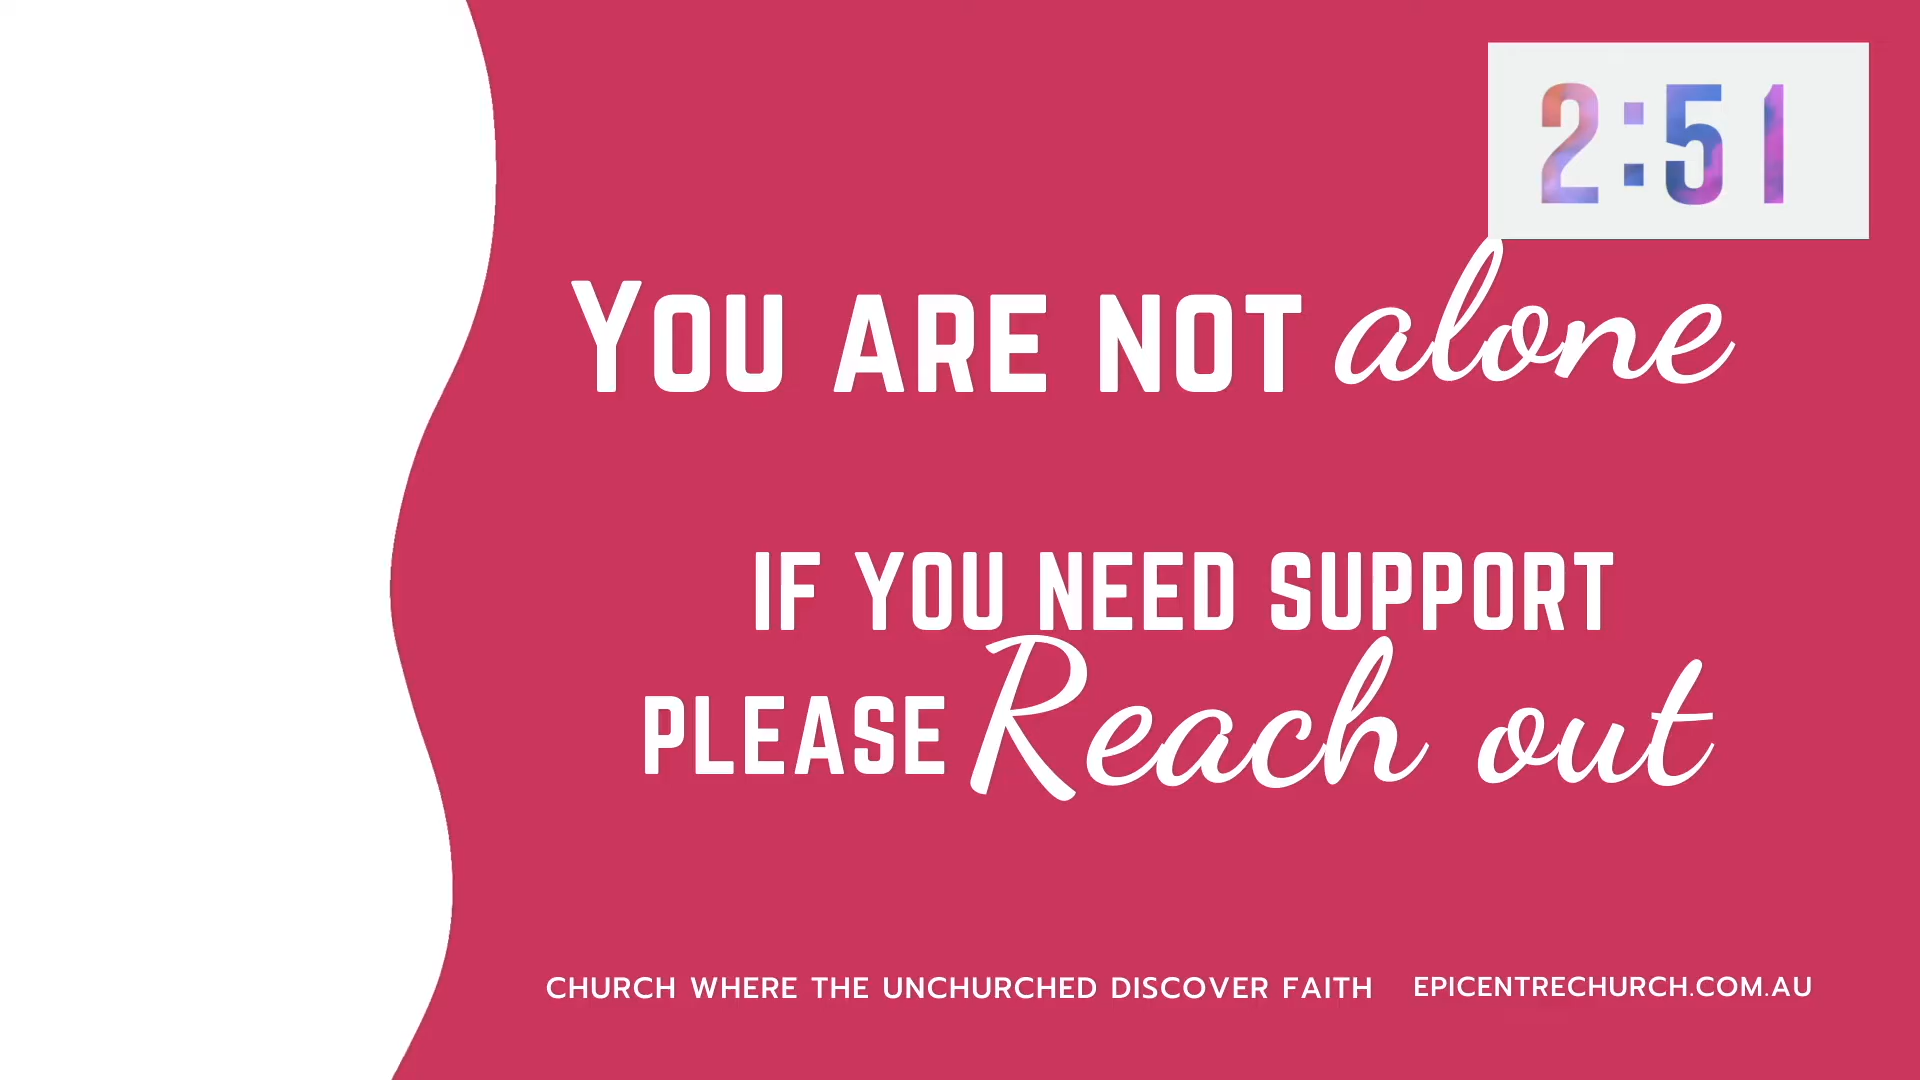 2:51
You are not alone
IF YOU NEED SUPPORT
PLEASE Reach out
CHURCH WHERE THE UNCHURCHED DISCOVER FAITH EPICENTRECHURCH.COM.AU